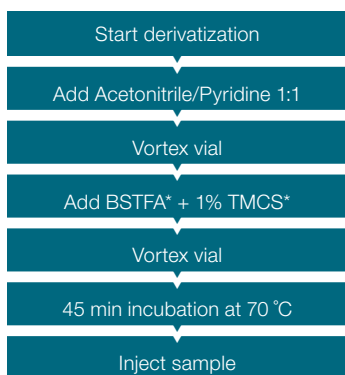 Start derivatization
Add Acetonitrile/Pyridine 1:1
Vortex vial
Add BSTFA* + 1% TMCS*
Vortex vial
45 min incubation at 70 °C
Inject sample